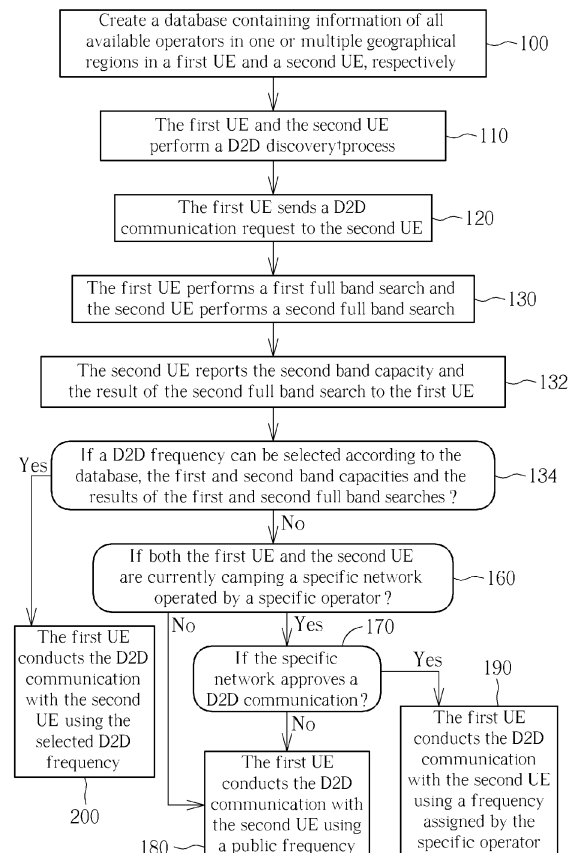 Create a database containing information of all
available operators in one or multiple geographical
regions in a first UE and a second UE, respectively
100
The first UE and the second UE
perform a D2D discovery†process
110
The first UE sends a D2D
communication request to the second UE
120
The first UE performs a first full band search and
the second UE performs a second full band search
130
The second UE reports the second band capacity and
the result of the second full band search to the first UE
132
If a D2D frequency can be selected according to the
database, the first and second band capacities and the
results of the first and second full band searches ?
134
Yes
No
If both the first UE and the second UE
are currently camping a specific network
operated by a specific operator ?
160
No
Yes
170
If the specific
network approves a
D2D communication ?
Yes
No
190
The first UE
conducts the D2D
communication
with the second
UE using the
selected D2D
frequency
200
The first UE
conducts the D2D
communication with
the second UE using
a public frequency
180
The first UE
conducts the D2D
communication
with the second UE
using a frequency
assigned by the
specific operator